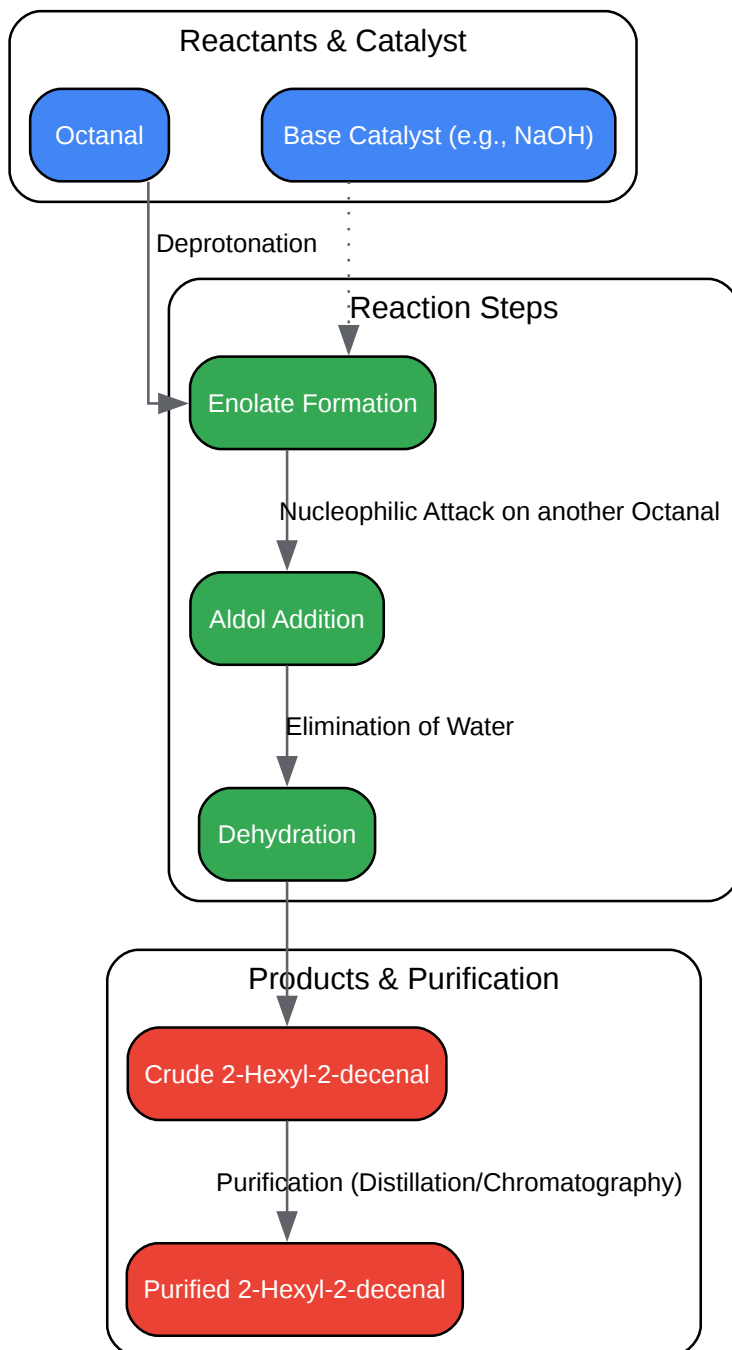 Reactants & Catalyst
Octanal
Base Catalyst (e.g., NaOH)
Deprotonation
Reaction Steps
Enolate Formation
Nucleophilic Attack on another Octanal
Aldol Addition
Elimination of Water
Dehydration
Products & Purification
Crude 2-Hexyl-2-decenal
Purification (Distillation/Chromatography)
Purified 2-Hexyl-2-decenal